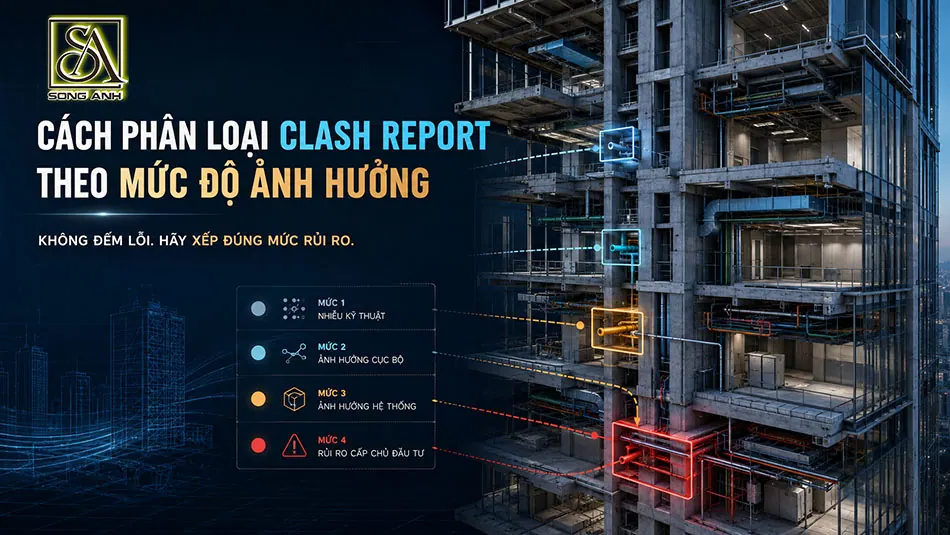 SA
SONG ANH
CÁCH PHÂN LOẠI CLASH REPORT
THEO MỨC ĐỘ ẢNH HƯỞNG
KHÔNG ĐẾM LỖI. HÃY XẾP ĐÚNG MỨC RỦI RO.
MỨC 1
NHIỄU KỸ THUẬT
MỨC 2
ẢNH HƯỞNG CỤC BỘ
MỨC 3
ẢNH HƯỞNG HỆ THỐNG
MỨC 4
RỦI RO CẤP CHỦ ĐẦU TƯ